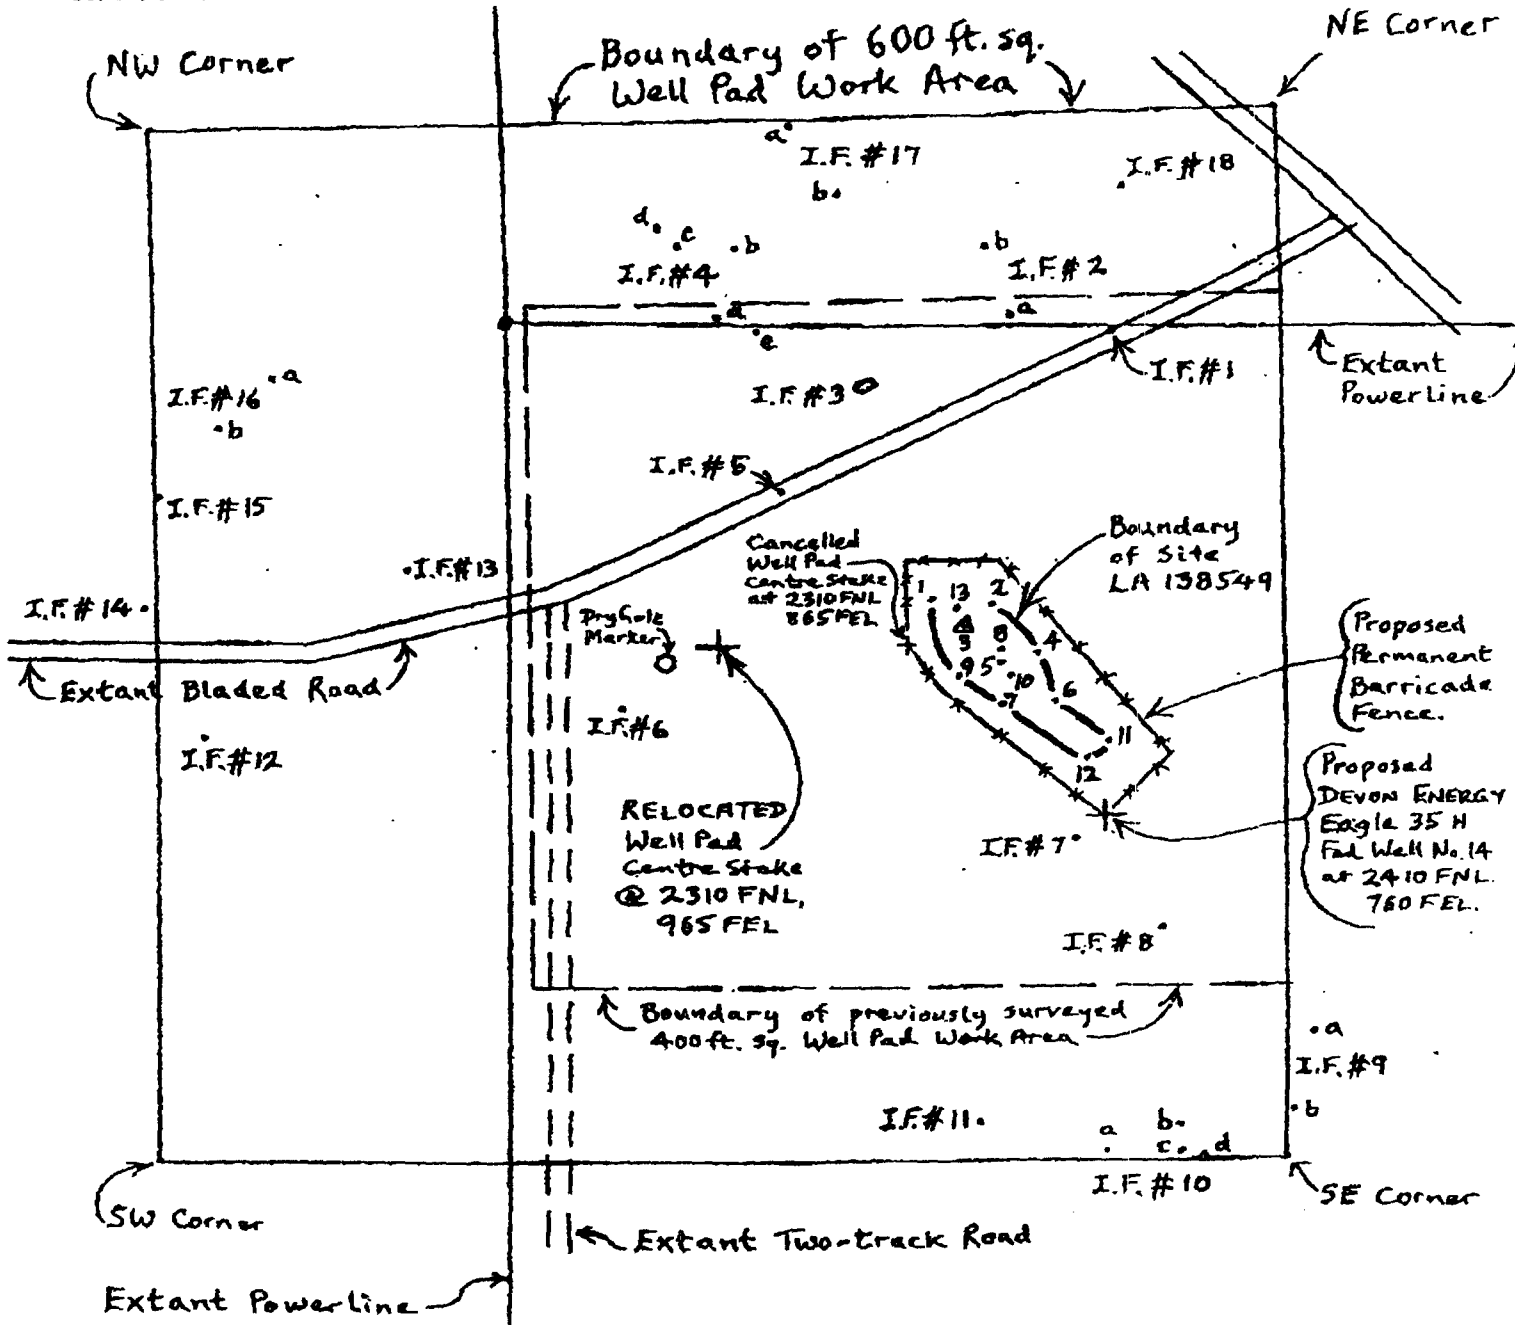 NE Corner
NW Corner
Boundary of 600 ft. sq.
Well Pad Work Area
a
I.F. #17
I.F. #18
b
d
c
b
b
I.F. #4
I.F. #2
d
a
e
I.F. #1
Extant
Powerline
I.F. #3
a
I.F. #16
b
I.F. #5
I.F. #15
Cancelled
Well Pad
Centre Stake
at 2310 FNL
865 FEL
Boundary
of Site
LA 138549
I.F. #13
I.F. #14
Dryhole
Marker
1
13
2
3
8
4
9
5
10
7
6
11
12
Proposed
Permanent
Barricade
Fence.
Extant Bladed Road
I.F. #6
I.F. #12
Proposed
DEVON ENERGY
Eagle 35 H
Fed Well No. 14
at 2410 FNL.
760 FEL.
RELOCATED
Well Pad
Centre Stake
@ 2310 FNL,
965 FEL
I.F. #7
I.F. #8
Boundary of previously surveyed
400 ft. sq. Well Pad Work Area
a
I.F. #9
b
I.F. #11
a
b
c
d
I.F. #10
SE Corner
SW Corner
Extant Two-track Road
Extant Powerline